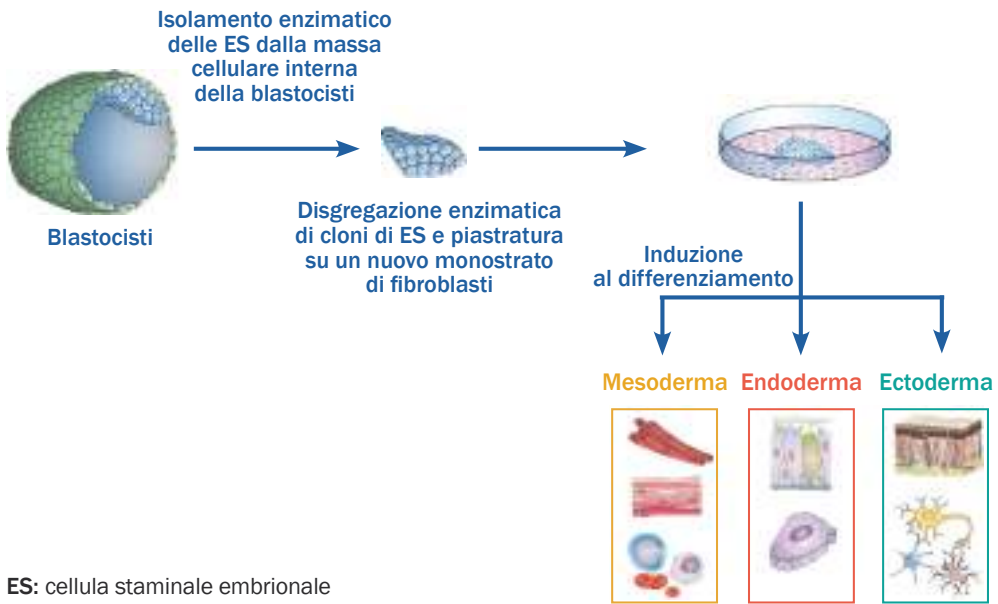 Isolamento enzimatico
delle ES dalla massa
cellulare interna
della blastocisti
Blastocisti
Disgregazione enzimatica
di cloni di ES e piastratura
su un nuovo monostrato
di fibroblasti
Induzione
al differenziamento
Mesoderma Endoderma Ectoderma
ES: cellula staminale embrionale